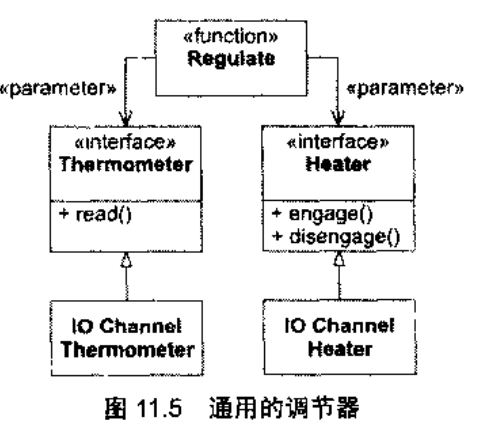 «function»
Regulate
«parameter»
«parameter»
«interface»
Thermometer
+ read()
«interface»
Heater
+ engage()
+ disengage()
IO Channel
Thermometer
IO Channel
Heater
图 11.5 通用的调节器